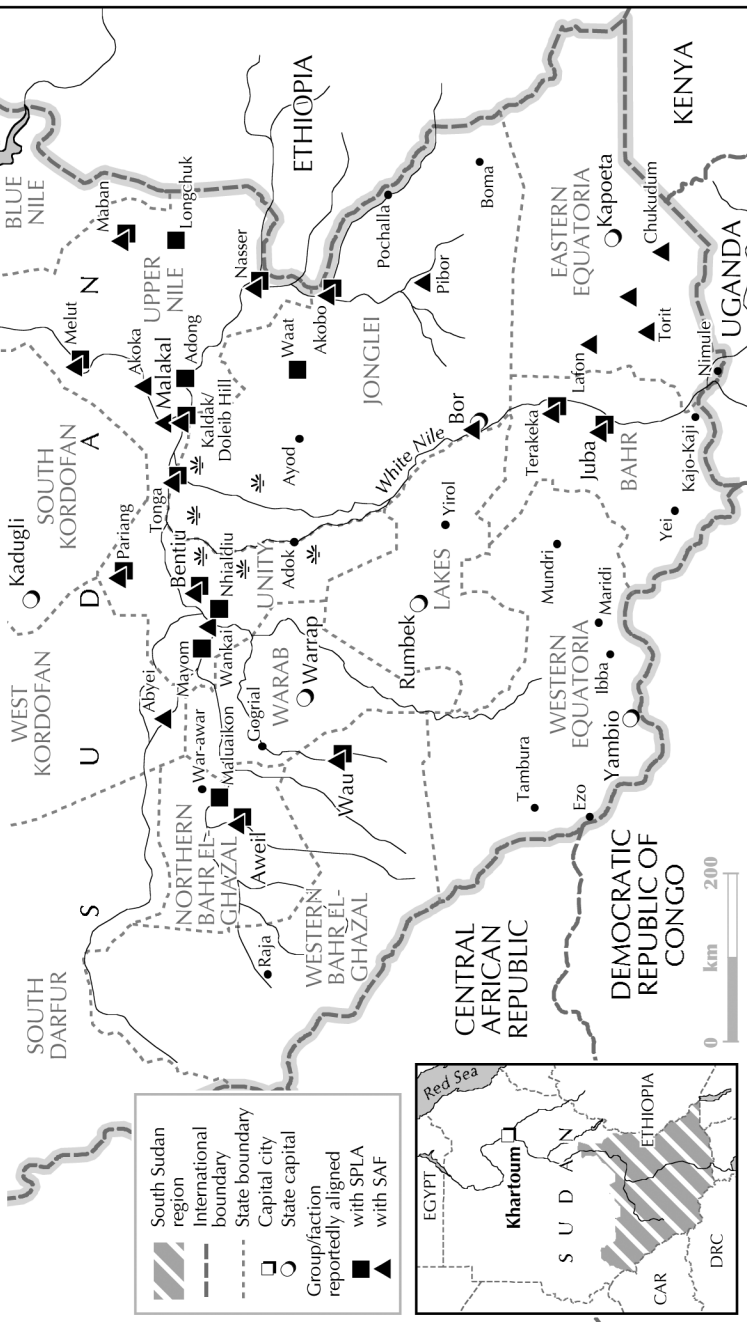 SOUTH
DARFUR
WEST
KORDOFAN
Kadugli
SOUTH
KORDOFAN
BLUE
NILE
S U D A N
Abyei
Pariang
Melut
Maban
Akoka
UPPER
NILE
Longchuk
NORTHERN
BAHR EL-
GHAZAL
War-awar
Mayom
Maluaikon
Wankai
Bentiu
Nhialdiu
Tonga
Malakal
Adong
Kaldak/
Doleib Hill
Nasser
ETHIOPIA
Raja
Aweil
Gogrial
WARAB
Warrap
UNITY
Adok
Ayod
Waat
Akobo
WESTERN
BAHR EL-
GHAZAL
Wau
JONGLEI
Pochalla
Pibor
Rumbek
LAKES
Yirol
White Nile
Bor
Boma
CENTRAL
AFRICAN
REPUBLIC
Tambura
Ezo
WESTERN
EQUATORIA
Mundri
Maridi
Ibba
Yambio
Terakeka
Lafon
Juba
BAHR
EASTERN
EQUATORIA
Kapoeta
Torit
Chukudum
Yei
Kajo-Kaji
Nimule
DEMOCRATIC
REPUBLIC OF
CONGO
UGANDA
KENYA
0 km 200
South Sudan
region
International
boundary
State boundary
Capital city
State capital
Group/faction
reportedly aligned
with SPLA
with SAF
EGYPT
Red Sea
Khartoum
S U D A N
ETHIOPIA
CAR
DRC